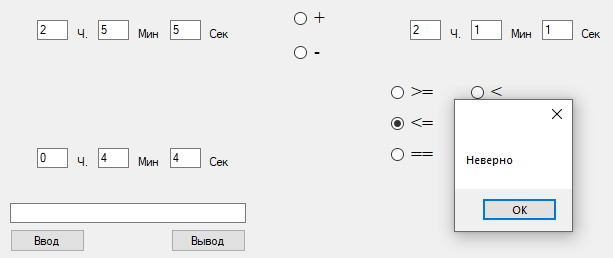 2 Ч. 5 Мин 5 Сек + 2 Ч. 1 Мин 1 Сек
-
>= <
<=
==
Неверно
0 Ч. 4 Мин 4 Сек
OK
Ввод Вывод